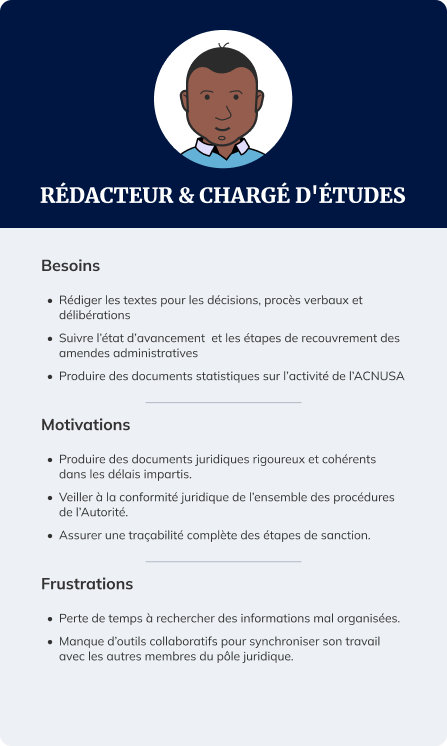 RÉDACTEUR & CHARGÉ D'ÉTUDES
Besoins
• Rédiger les textes pour les décisions, procès verbaux et
délibérations
• Suivre l'état d'avancement  et les étapes de recouvrement des
amendes administratives
• Produire des documents statistiques sur l'activité de l'ACNUSA
Motivations
• Produire des documents juridiques rigoureux et cohérents
dans les délais impartis.
• Veiller à la conformité juridique de l'ensemble des procédures
de l'Autorité.
• Assurer une traçabilité complète des étapes de sanction.
Frustrations
• Perte de temps à rechercher des informations mal organisées.
• Manque d'outils collaboratifs pour synchroniser son travail
avec les autres membres du pôle juridique.